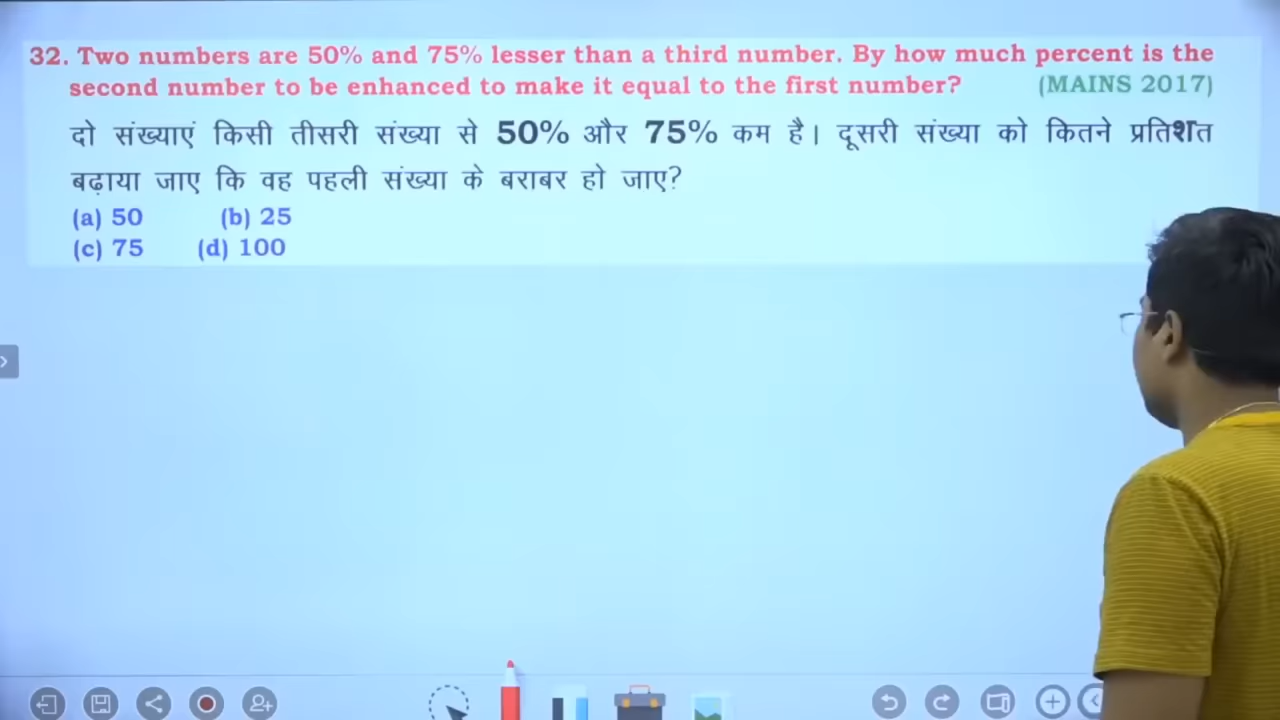 32. Two numbers are 50% and 75% lesser than a third number. By how much percent is the
second number to be enhanced to make it equal to the first number? (MAINS 2017)
दो संख्याएं किसी तीसरी संख्या से 50% और 75% कम है। दूसरी संख्या को कितने प्रतिशत
बढ़ाया जाए कि वह पहली संख्या के बराबर हो जाए?
(a) 50 (b) 25
(c) 75 (d) 100